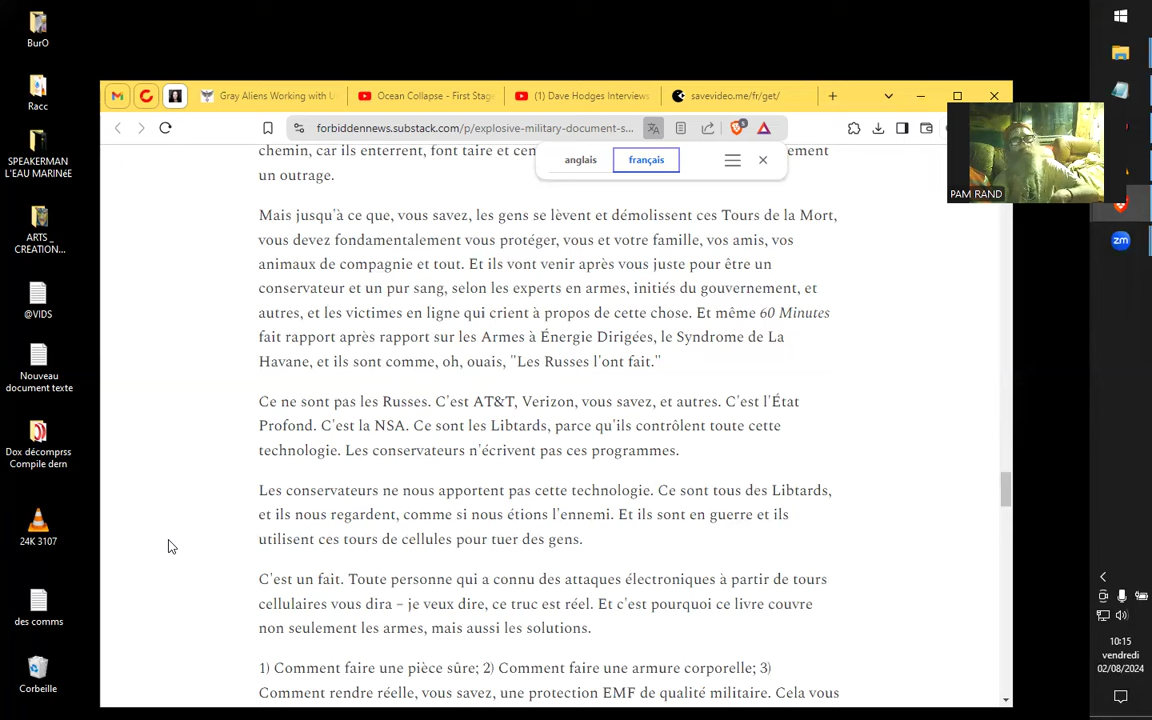 BurO
Racc
SPEAKERMAN
L'EAU MARINéE
ARTS _
CREATION...
@VIDS
Nouveau
document texte
Dox décomprss
Compile dern
24K 3107
des comms
Corbeille
Gray Aliens Working with U
Ocean Collapse - First Stage
(1) Dave Hodges Interviews
savevideo.me/fr/get/
forbiddennews.substack.com/p/explosive-military-document-s...
5
anglais
français
chemin, car ils enterrent, font taire et cen
ement
un outrage.
Mais jusqu'à ce que, vous savez, les gens se lèvent et démolissent ces Tours de la Mort,
vous devez fondamentalement vous protéger, vous et votre famille, vos amis, vos
animaux de compagnie et tout. Et ils vont venir après vous juste pour être un
conservateur et un pur sang, selon les experts en armes, initiés du gouvernement, et
autres, et les victimes en ligne qui crient à propos de cette chose. Et même 60 Minutes
fait rapport après rapport sur les Armes à Énergie Dirigées, le Syndrome de La
Havane, et ils sont comme, oh, ouais, "Les Russes l'ont fait."
Ce ne sont pas les Russes. C'est AT&T, Verizon, vous savez, et autres. C'est l'État
Profond. C'est la NSA. Ce sont les Libtards, parce qu'ils contrôlent toute cette
technologie. Les conservateurs n'écrivent pas ces programmes.
Les conservateurs ne nous apportent pas cette technologie. Ce sont tous des Libtards,
et ils nous regardent, comme si nous étions l'ennemi. Et ils sont en guerre et ils
utilisent ces tours de cellules pour tuer des gens.
C'est un fait. Toute personne qui a connu des attaques électroniques à partir de tours
cellulaires vous dira – je veux dire, ce truc est réel. Et c'est pourquoi ce livre couvre
non seulement les armes, mais aussi les solutions.
1) Comment faire une pièce sûre; 2) Comment faire une armure corporelle; 3)
Comment rendre réelle, vous savez, une protection EMF de qualité militaire. Cela vous
PAM RAND
zm
10:15
vendredi
02/08/2024